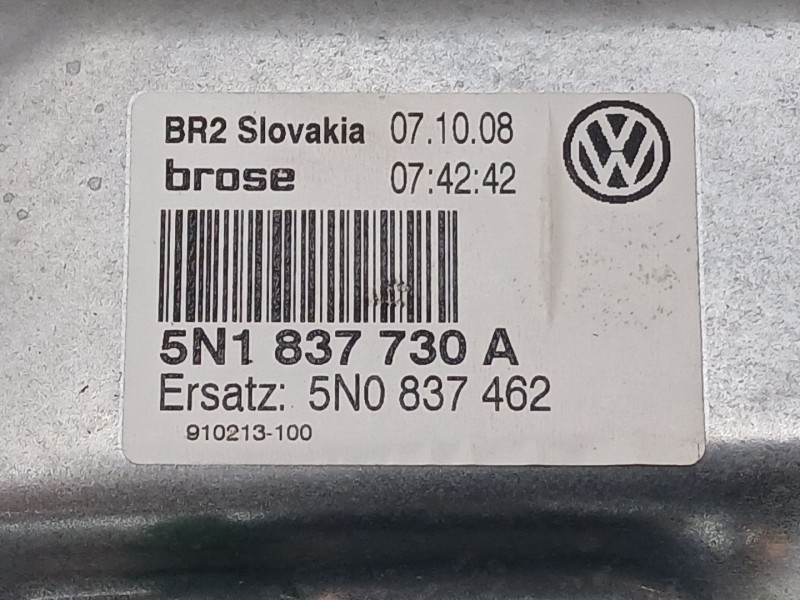 BR2 Slovakia 07.10.08
brose 07:42:42
5N1 837 730 A
Ersatz: 5N0 837 462
910213-100